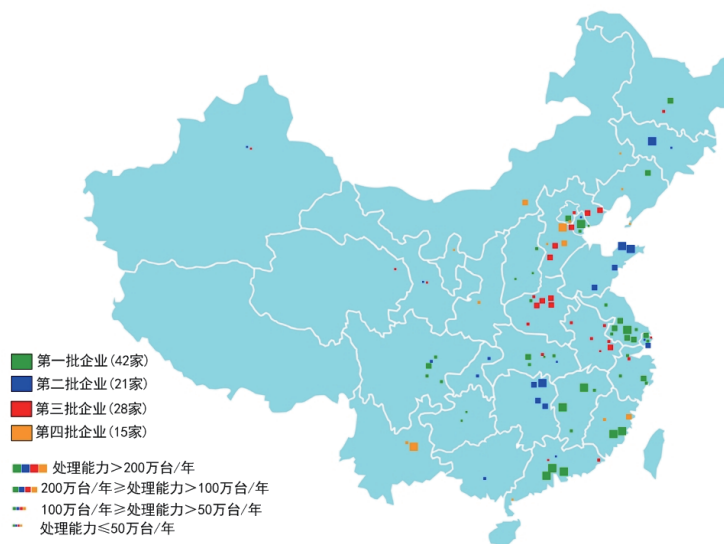 第一批企业(42家)
第二批企业(21家)
第三批企业(28家)
第四批企业(15家)
处理能力>200万台/年
200万台/年≥处理能力>100万台/年
100万台/年≥处理能力>50万台/年
处理能力≤50万台/年